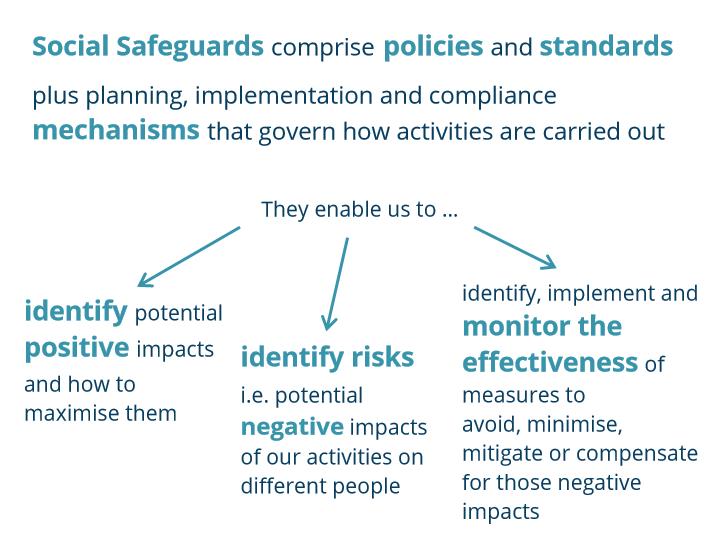 Social Safeguards comprise policies and standards
plus planning, implementation and compliance
mechanisms that govern how activities are carried out
They enable us to ...
identify potential
positive impacts
and how to
maximise them
identify risks
i.e. potential
negative impacts
of our activities on
different people
identify, implement and
monitor the
effectiveness of
measures to
avoid, minimise,
mitigate or compensate
for those negative
impacts